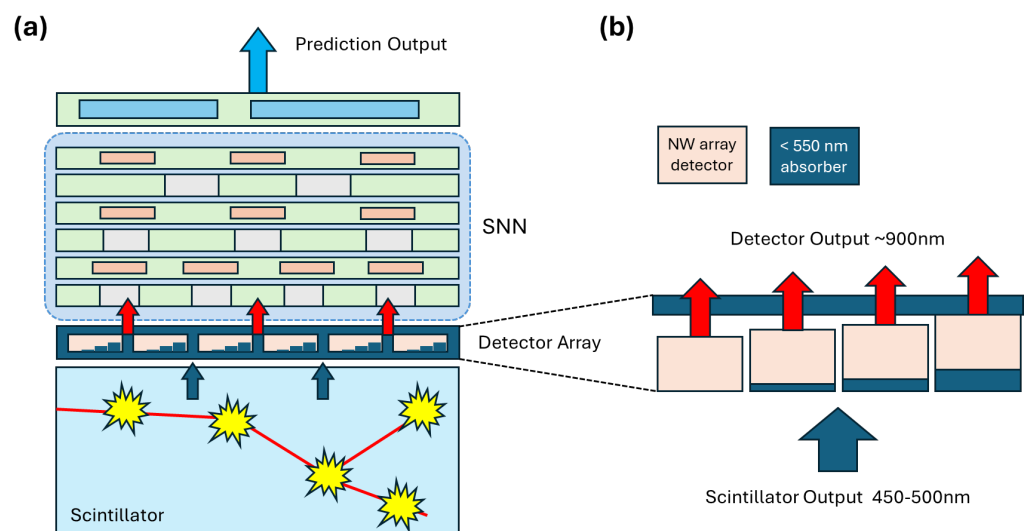 (a)
Prediction Output
SNN
Detector Array
Scintillator
(b)
NW array
detector
< 550 nm
absorber
Detector Output ~900nm
Scintillator Output 450-500nm